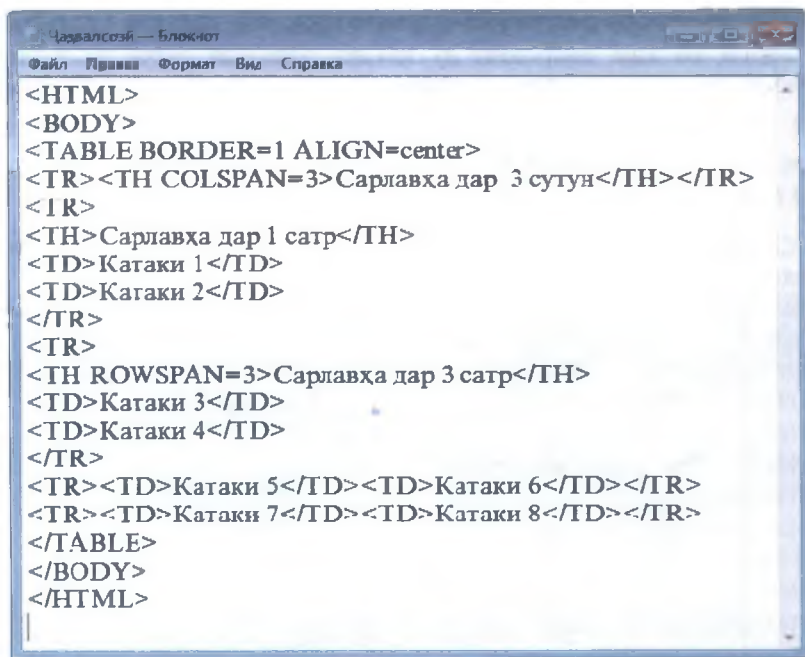 Ҷадвалсозӣ — Блокнот
Файл Правка Формат Вид Справка
<HTML>
<BODY>
<TABLE BORDER=1 ALIGN=center>
<TR><TH COLSPAN=3>Сарлавҳа дар 3 сутун</TH></TR>
<TR>
<TH>Сарлавҳа дар 1 сатр</TH>
<TD>Катаки 1</TD>
<TD>Катаки 2</TD>
</TR>
<TR>
<TH ROWSPAN=3>Сарлавҳа дар 3 сатр</TH>
<TD>Катаки 3</TD>
<TD>Катаки 4</TD>
</TR>
<TR><TD>Катаки 5</TD><TD>Катаки 6</TD></TR>
<TR><TD>Катаки 7</TD><TD>Катаки 8</TD></TR>
</TABLE>
</BODY>
</HTML>